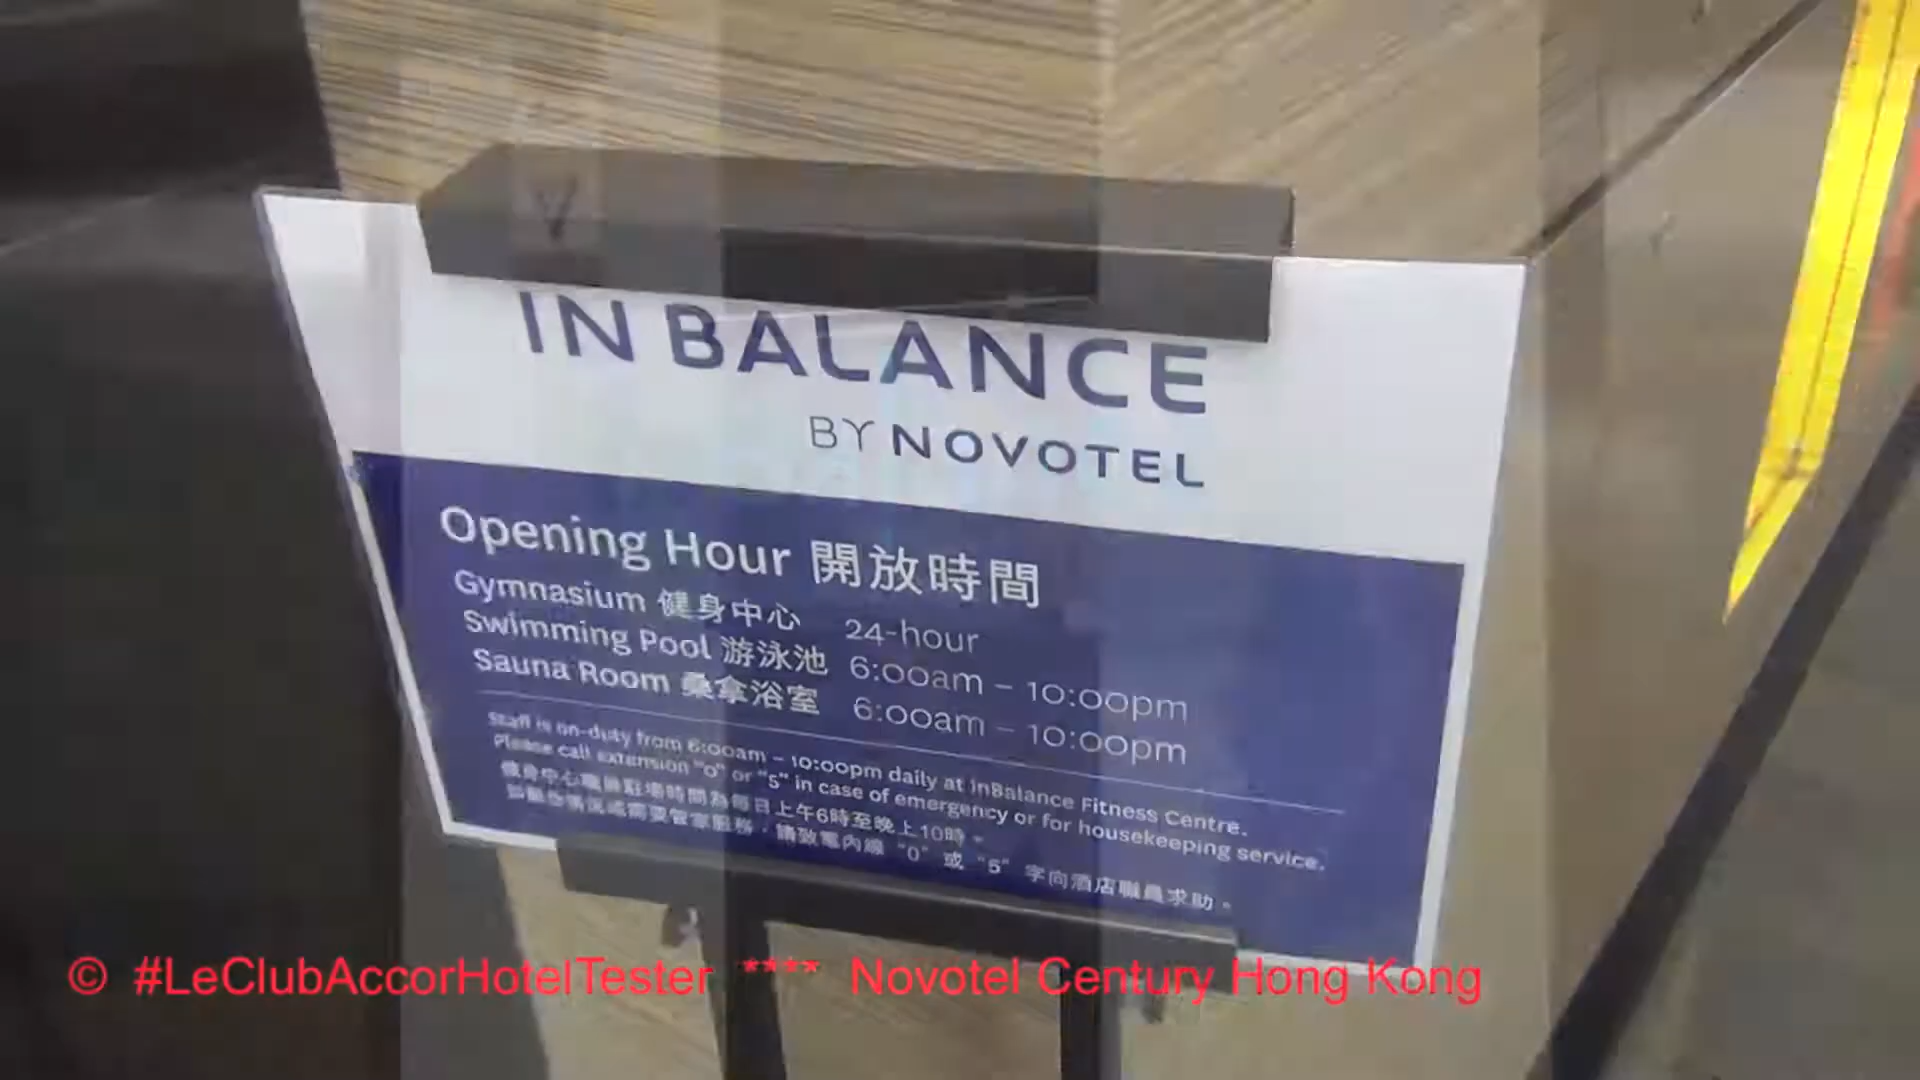 IN BALANCE
BY NOVOTEL
Opening Hour 開放時間
Gymnasium 健身中心 24-hour
Swimming Pool 游泳池 6:00am – 10:00pm
Sauna Room 桑拿浴室 6:00am – 10:00pm
Staff is on-duty from 6:00am – 10:00pm daily at InBalance Fitness Centre.
Please call extension "0" or "5" in case of emergency or for housekeeping service.
健身中心職員駐場時間為每日上午6時至晚上10時。
如動作情況或需要管家服務，請致電內線 "0" 或 "5" 字向酒店職員求助。
© #LeClubAccorHotelTester **** Novotel Century Hong Kong